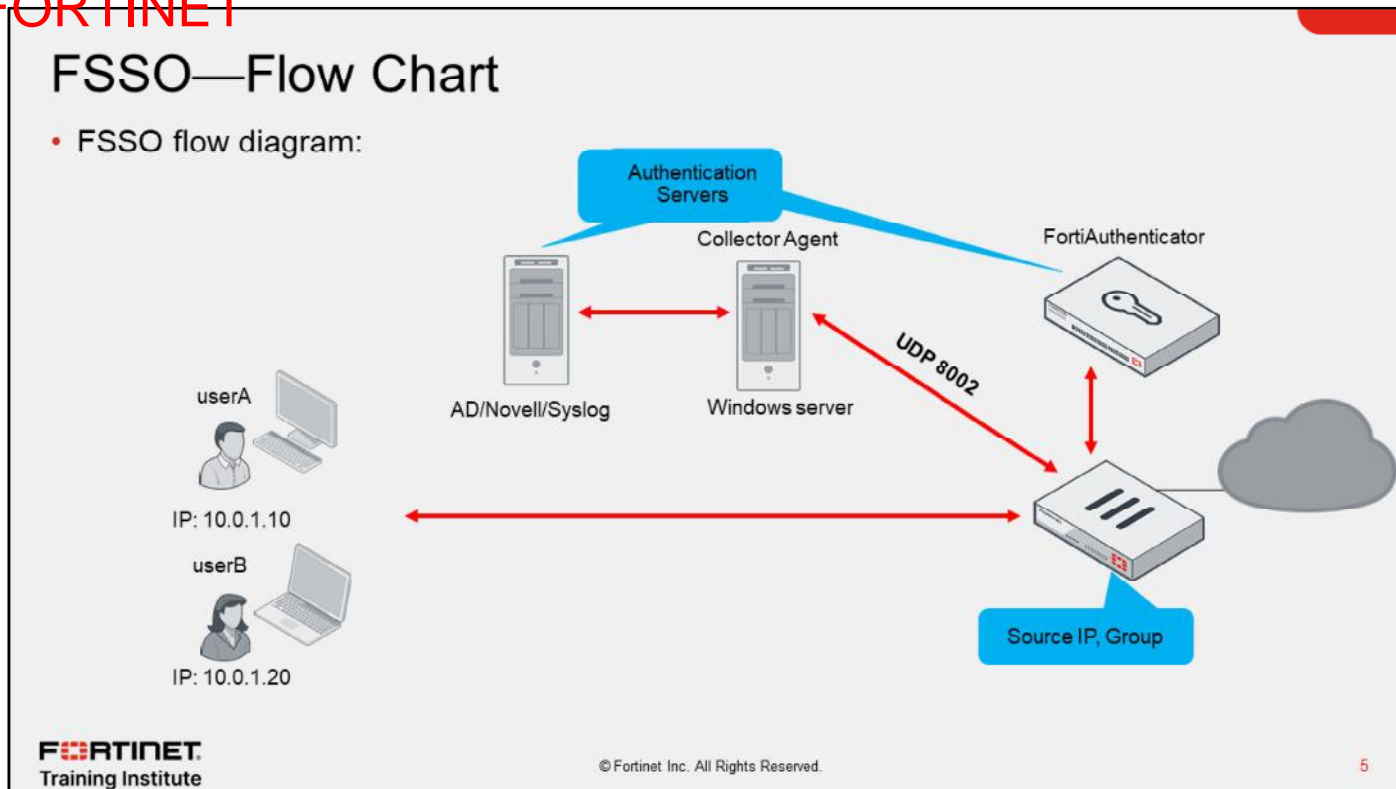 FORTINET
FSSO—Flow Chart
• FSSO flow diagram:
Authentication
Servers
Collector Agent
FortiAuthenticator
UDP 8002
userA
AD/Novell/Syslog
Windows server
IP: 10.0.1.10
userB
Source IP, Group
IP: 10.0.1.20
FORTINET
Training Institute
© Fortinet Inc. All Rights Reserved.
5